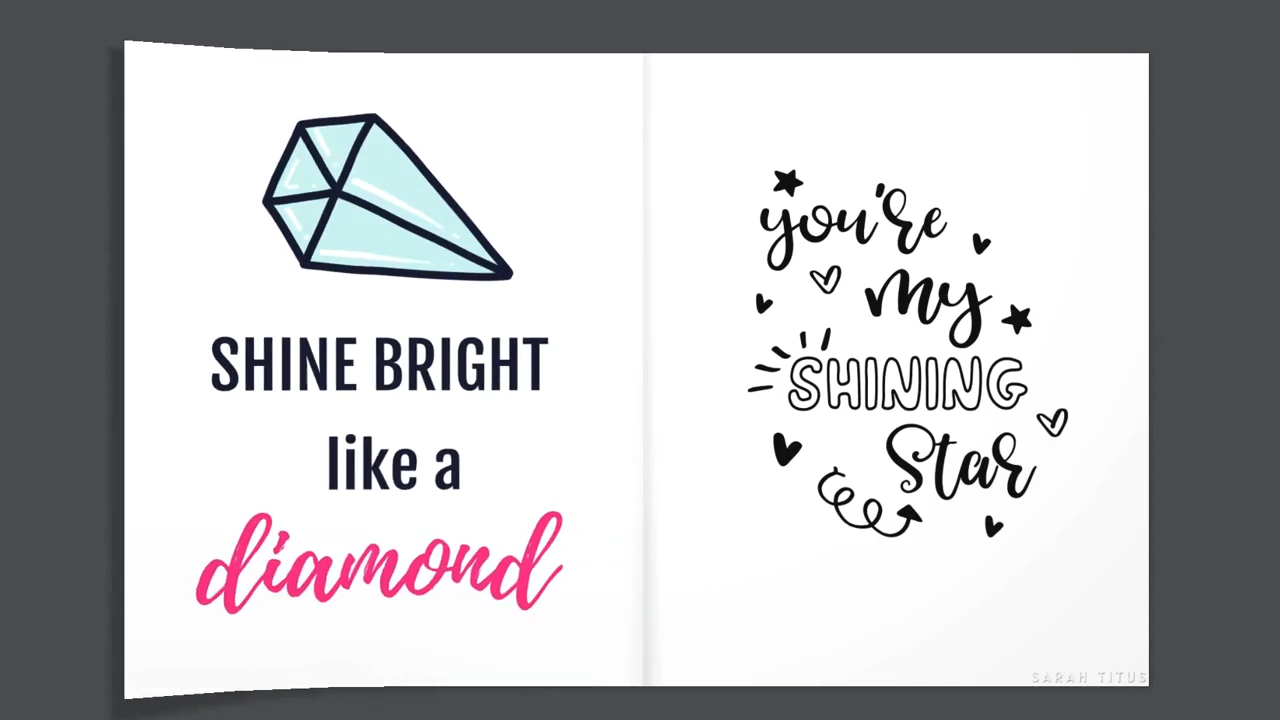 SHINE BRIGHT
like a
diamond
you're
my
SHINING
Star
SARAH TITUS